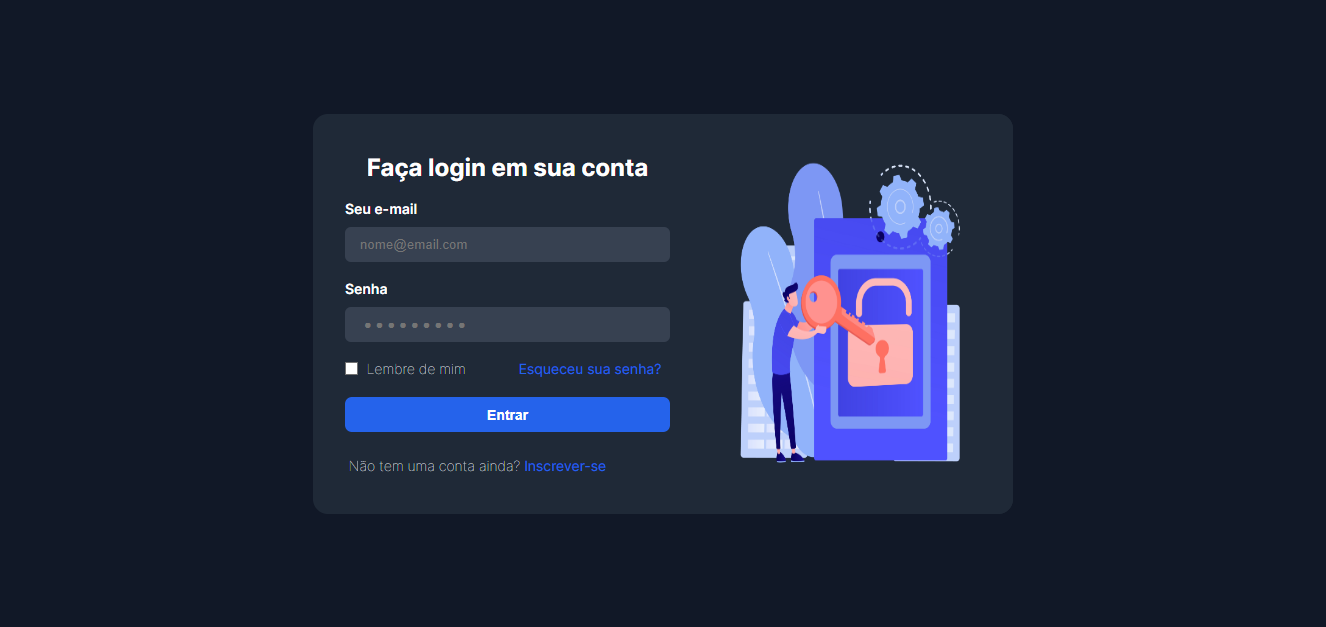 Faça login em sua conta
Seu e-mail
nome@email.com
Senha
Lembre de mim Esqueceu sua senha?
Entrar
Não tem uma conta ainda? Inscrever-se